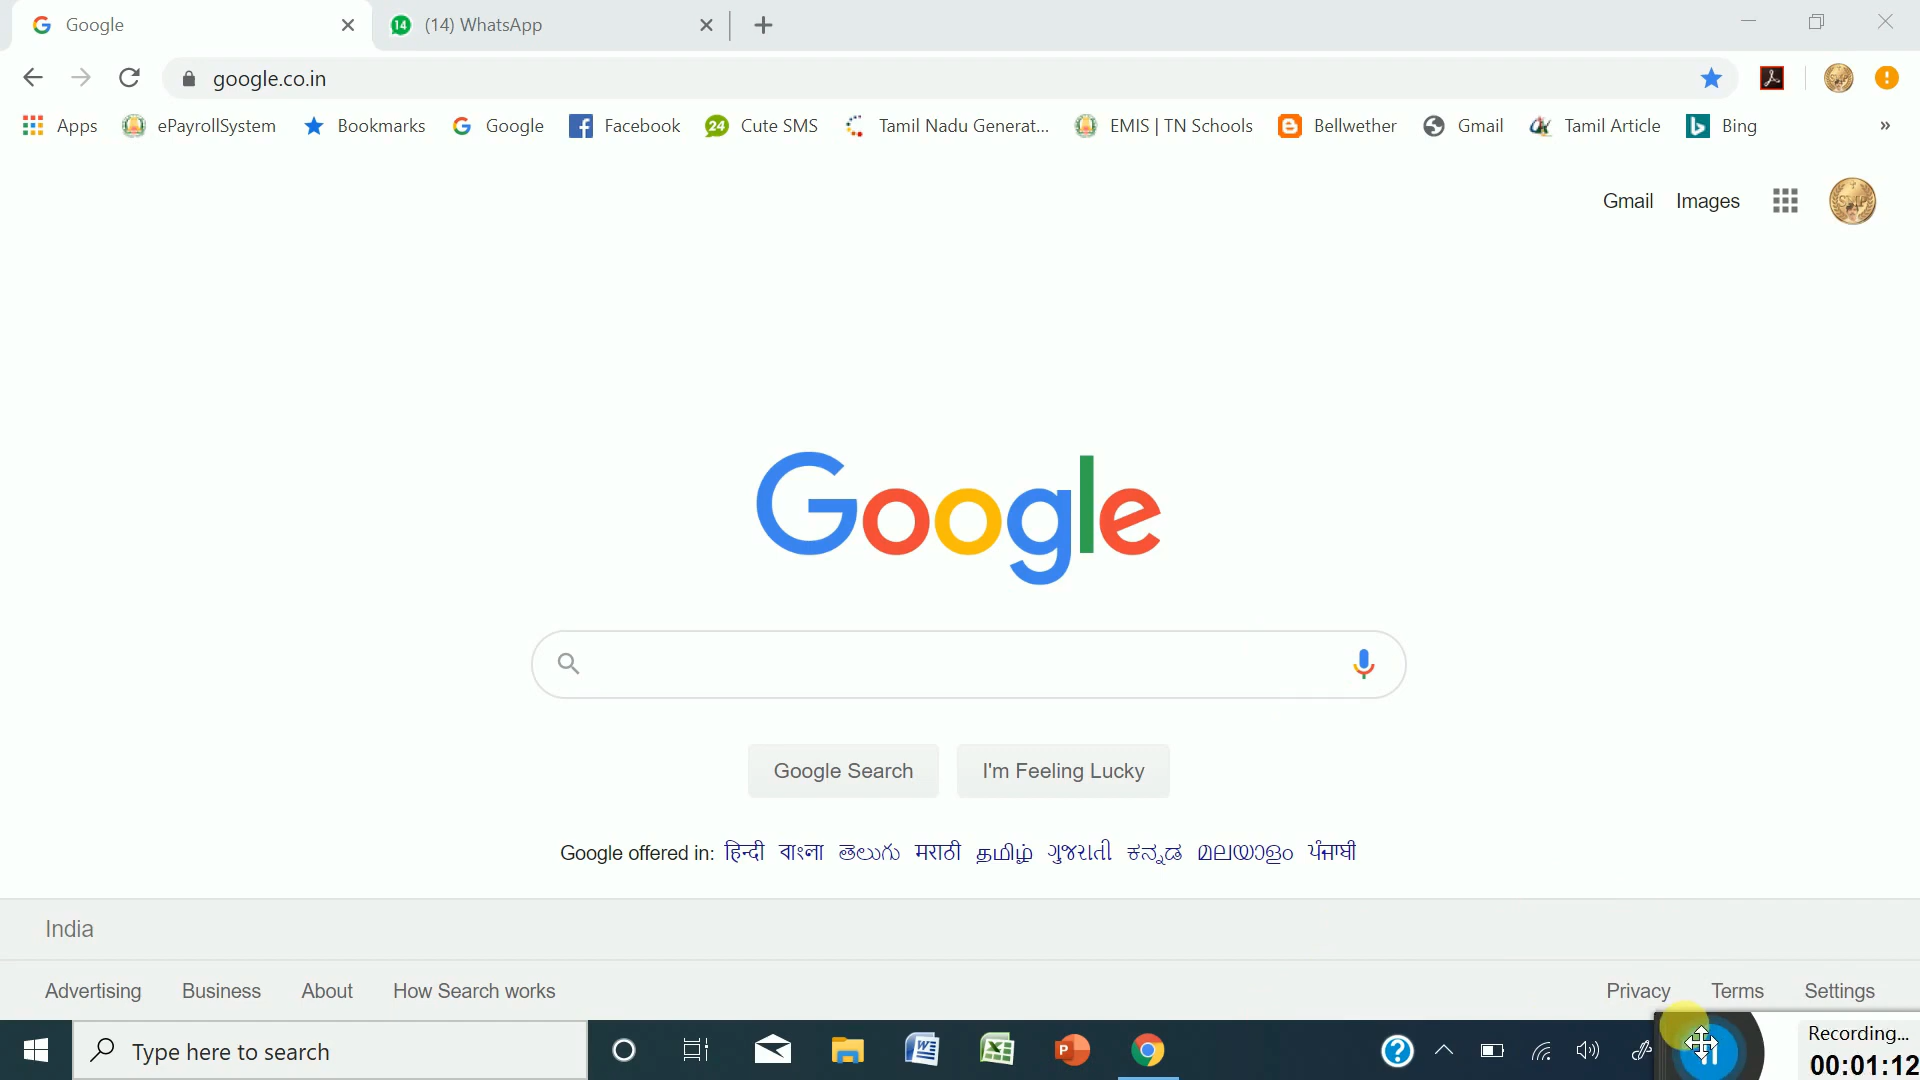 Google
14 (14) WhatsApp
google.co.in
Apps ePayrollSystem Bookmarks Google Facebook 24 Cute SMS Tamil Nadu Generat... EMIS | TN Schools Bellwether Gmail Tamil Article Bing »
Gmail Images
Google
Google Search I'm Feeling Lucky
Google offered in: हिन्दी বাংলা తెలుగు मराठी தமிழ் ગુજરાતી ಕನ್ನಡ മലയാളം ਪੰਜਾਬੀ
India
Advertising Business About How Search works Privacy Terms Settings
Type here to search
Recording...
00:01:12